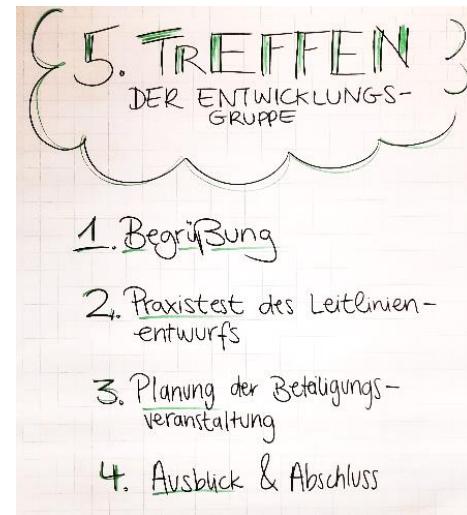 5. TREFFEN
DER ENTWICKLUNGS-
GRUPPE
1. Begrüßung
2. Praxistest des Leitlinien-
entwurfs
3. Planung der Beteiligungs-
veranstaltung
4. Ausblick & Abschluss